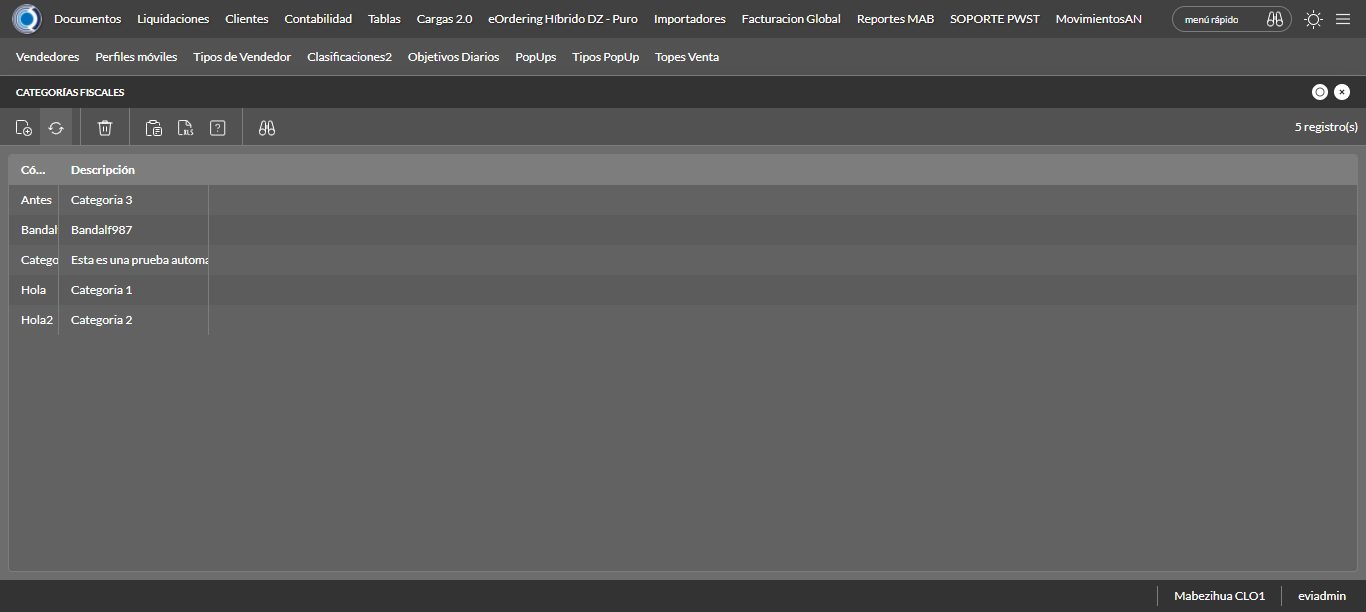 Documentos Liquidaciones Clientes Contabilidad Tablas Cargas 2.0 eOrdering Híbrido DZ - Puro Importadores Facturacion Global Reportes MAB SOPORTE PWST MovimientosAN menú rápido
Vendedores Perfiles móviles Tipos de Vendedor Clasificaciones2 Objetivos Diarios PopUps Tipos PopUp Topes Venta
CATEGORÍAS FISCALES
XLS ? 5 registro(s)
Có... Descripción
Antes Categoria 3
Bandalf Bandalf987
Catego Esta es una prueba automa
Hola Categoria 1
Hola2 Categoria 2
Mabezihua CLO1 eviadmin